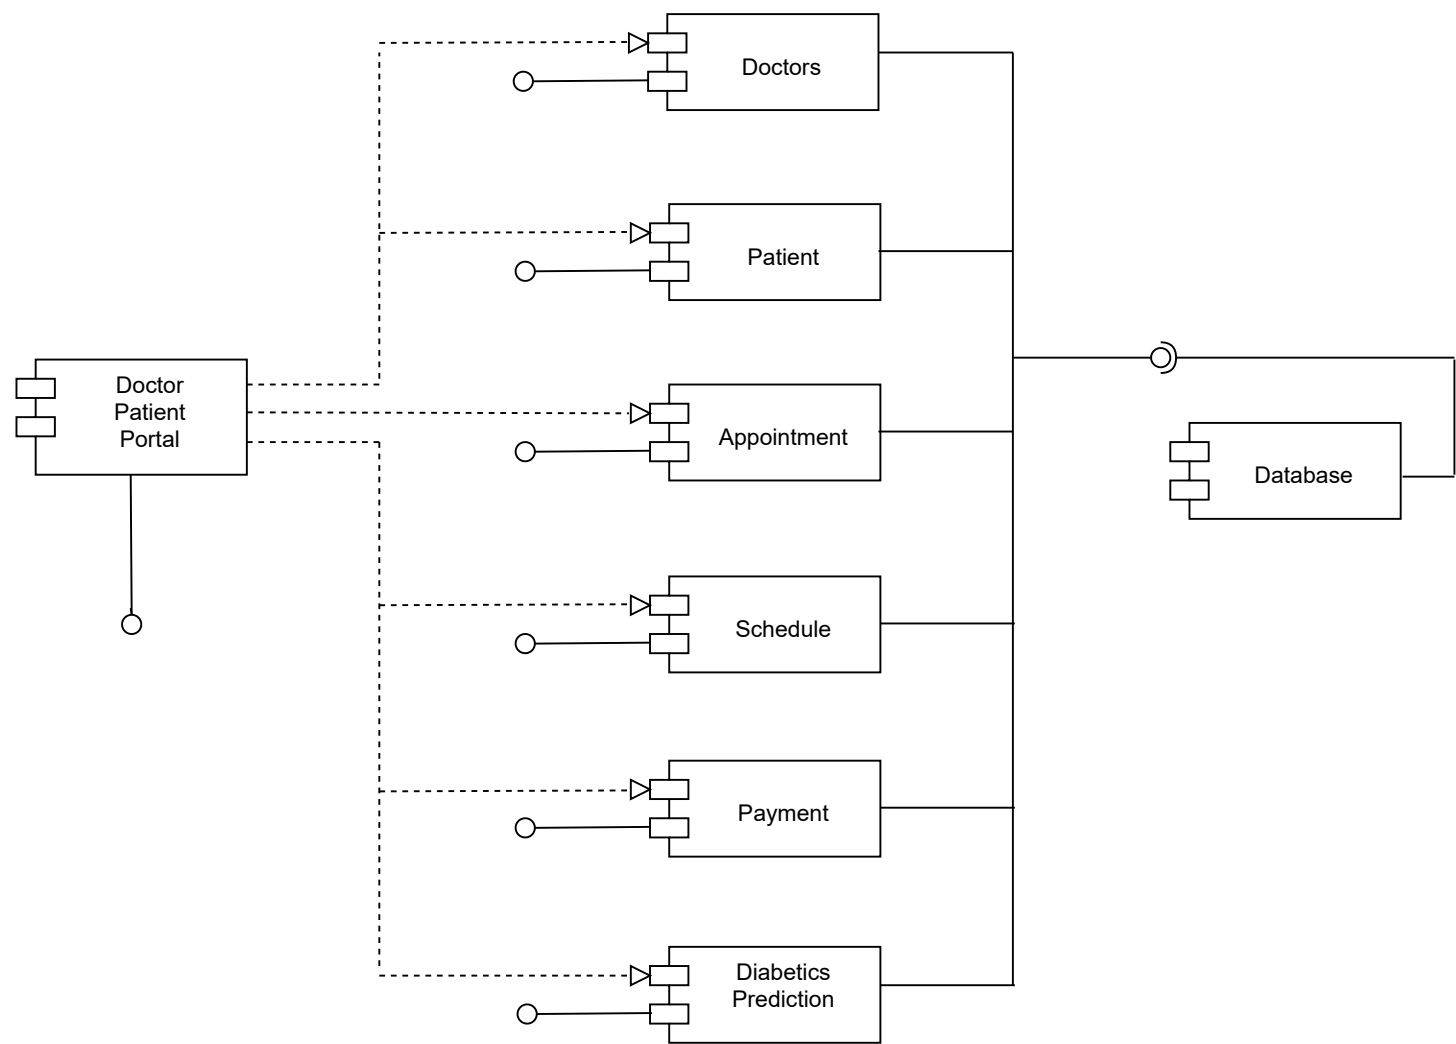 Doctors
Patient
Doctor
Patient
Portal
Appointment
Database
Schedule
Payment
Diabetics
Prediction